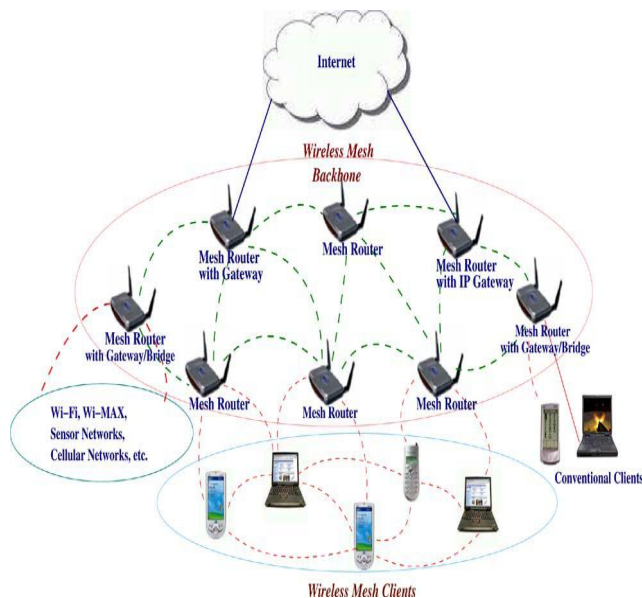 Internet
Wireless Mesh
Backbone
Mesh Router
with Gateway
Mesh Router
Mesh Router
with IP Gateway
Mesh Router
with Gateway/Bridge
Mesh Router
Mesh Router
Mesh Router
Mesh Router
with Gateway/Bridge
Wi–Fi, Wi–MAX,
Sensor Networks,
Cellular Networks, etc.
Conventional Clients
Wireless Mesh Clients